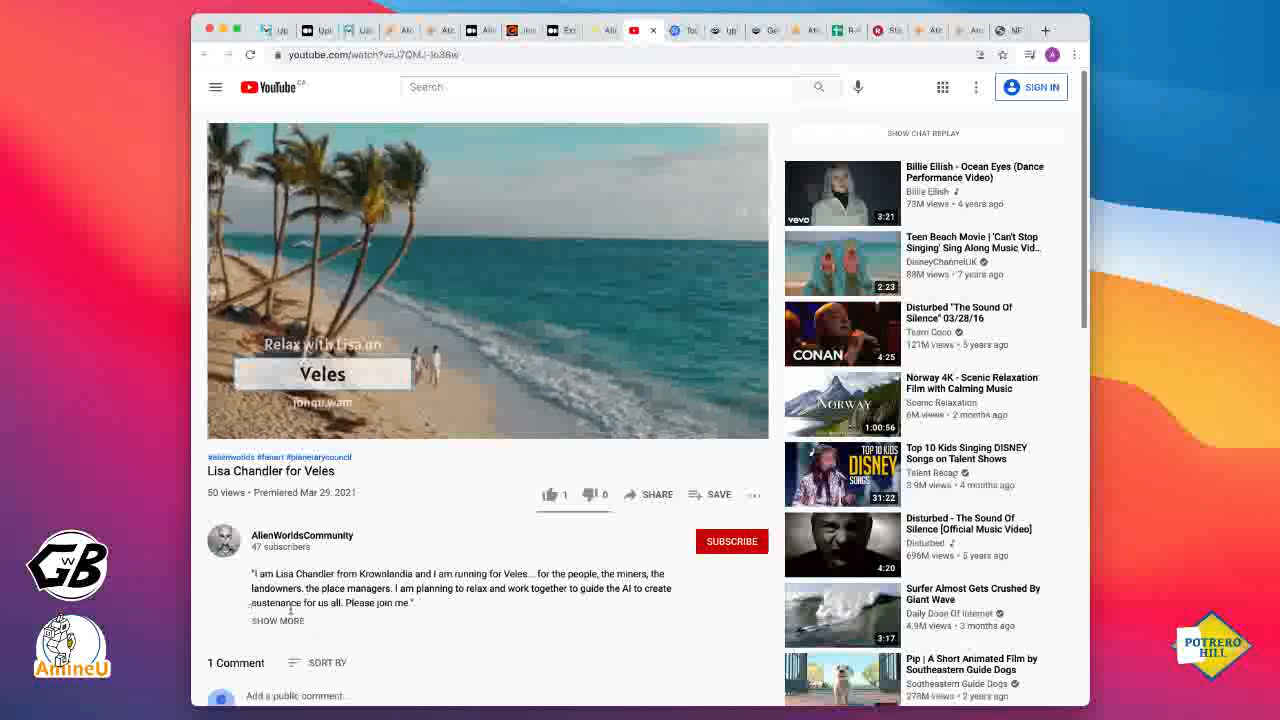 YouTube CA
Search
SIGN IN
SHOW CHAT REPLAY
Relax with Lisa on
Veles
jonqu.wam
#alienworlds #fanart #planetarycouncil
Lisa Chandler for Veles
50 views • Premiered Mar 29, 2021
1
0
SHARE
SAVE
AlienWorldsCommunity
47 subscribers
SUBSCRIBE
"I am Lisa Chandler from Krownlandia and I am running for Veles... for the people, the miners, the
landowners, the place managers. I am planning to relax and work together to guide the AI to create
sustenance for us all. Please join me."
SHOW MORE
1 Comment
SORT BY
Add a public comment...
Billie Eilish - Ocean Eyes (Dance
Performance Video)
Billie Eilish
73M views • 4 years ago
vevo
3:21
Teen Beach Movie | 'Can't Stop
Singing' Sing Along Music Vid...
DisneyChannelUK
88M views • 7 years ago
2:23
Disturbed "The Sound Of
Silence" 03/28/16
Team Coco
121M views • 5 years ago
CONAN
4:25
Norway 4K - Scenic Relaxation
Film with Calming Music
Scenic Relaxation
6M views • 2 months ago
NORWAY
1:00:56
Top 10 Kids Singing DISNEY
Songs on Talent Shows
Talent Recap
3.9M views • 4 months ago
TOP 10 KIDS
SINGING
DISNEY
SONGS
31:22
Disturbed - The Sound Of
Silence [Official Music Video]
Disturbed
696M views • 5 years ago
4:20
Surfer Almost Gets Crushed By
Giant Wave
Daily Dose Of Internet
4.9M views • 3 months ago
3:17
Pip | A Short Animated Film by
Southeastern Guide Dogs
Southeastern Guide Dogs
278M views • 2 years ago
GWB
AmineU
POTRERO
HILL